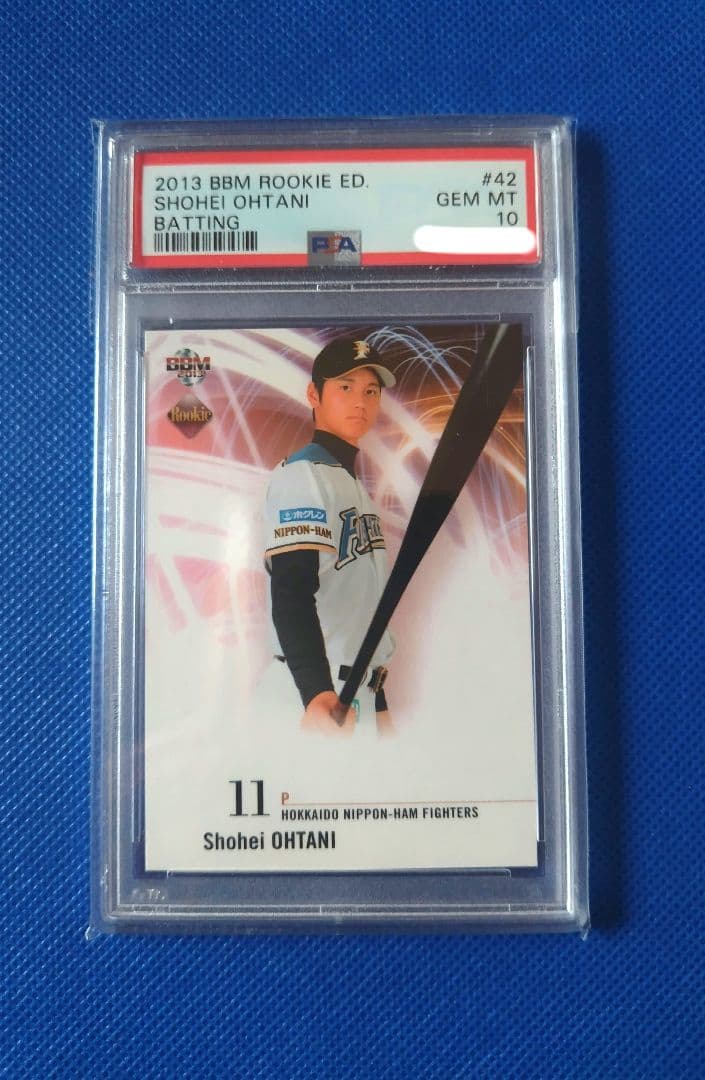 2013 BBM ROOKIE ED. #42
SHOHEI OHTANI GEM MT
BATTING 10
PSA
BBM
2013
Rookie
ホクレン
NIPPON-HAM
11 P
HOKKAIDO NIPPON-HAM FIGHTERS
Shohei OHTANI